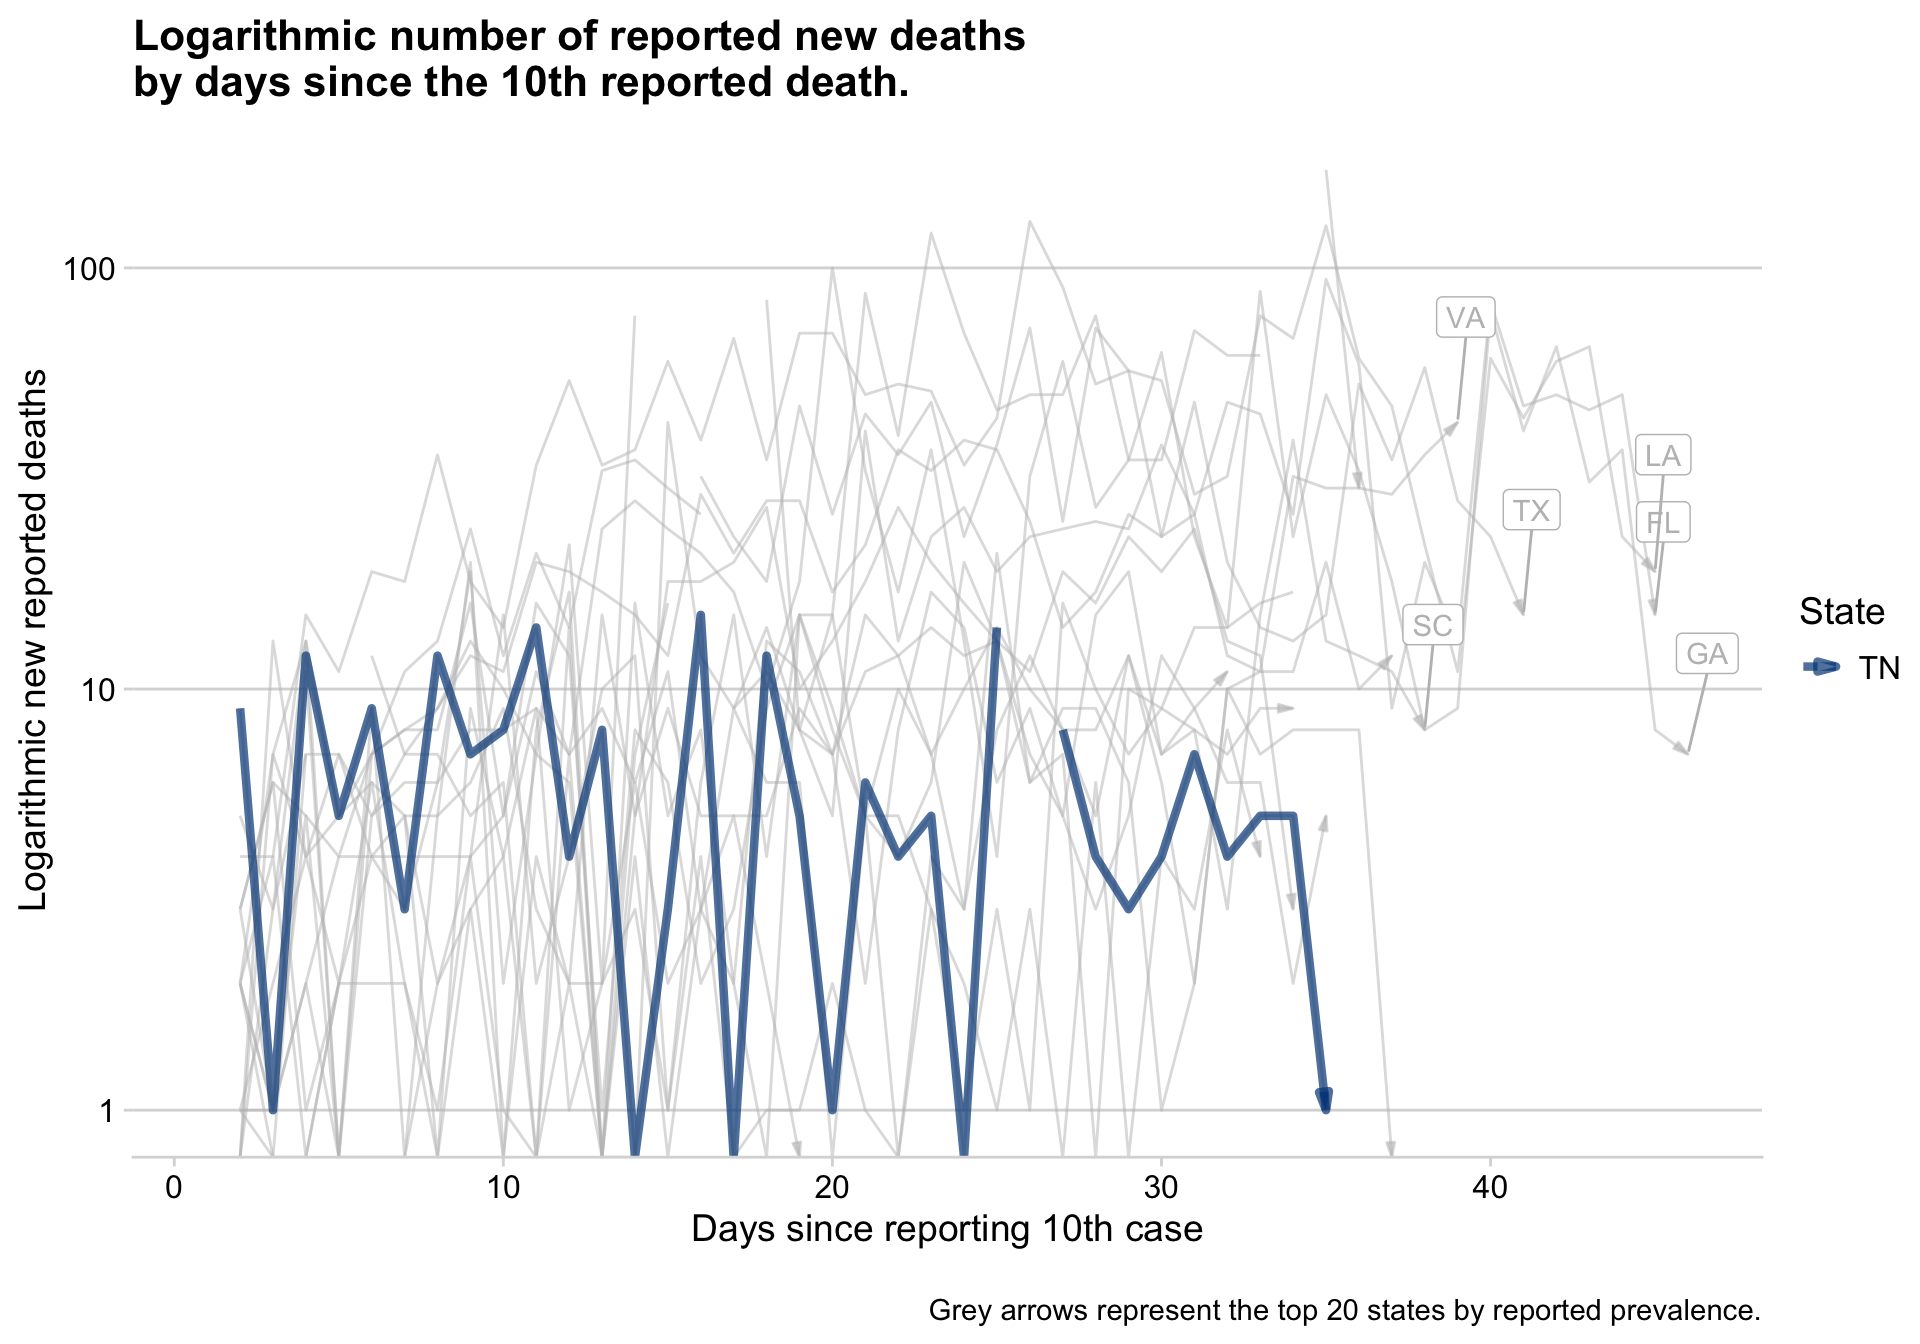 Logarithmic number of reported new deaths
by days since the 10th reported death.
Logarithmic new reported deaths
100
10
1
VA
LA
TX
FL
SC
GA
State
TN
0 10 20 30 40
Days since reporting 10th case
Grey arrows represent the top 20 states by reported prevalence.